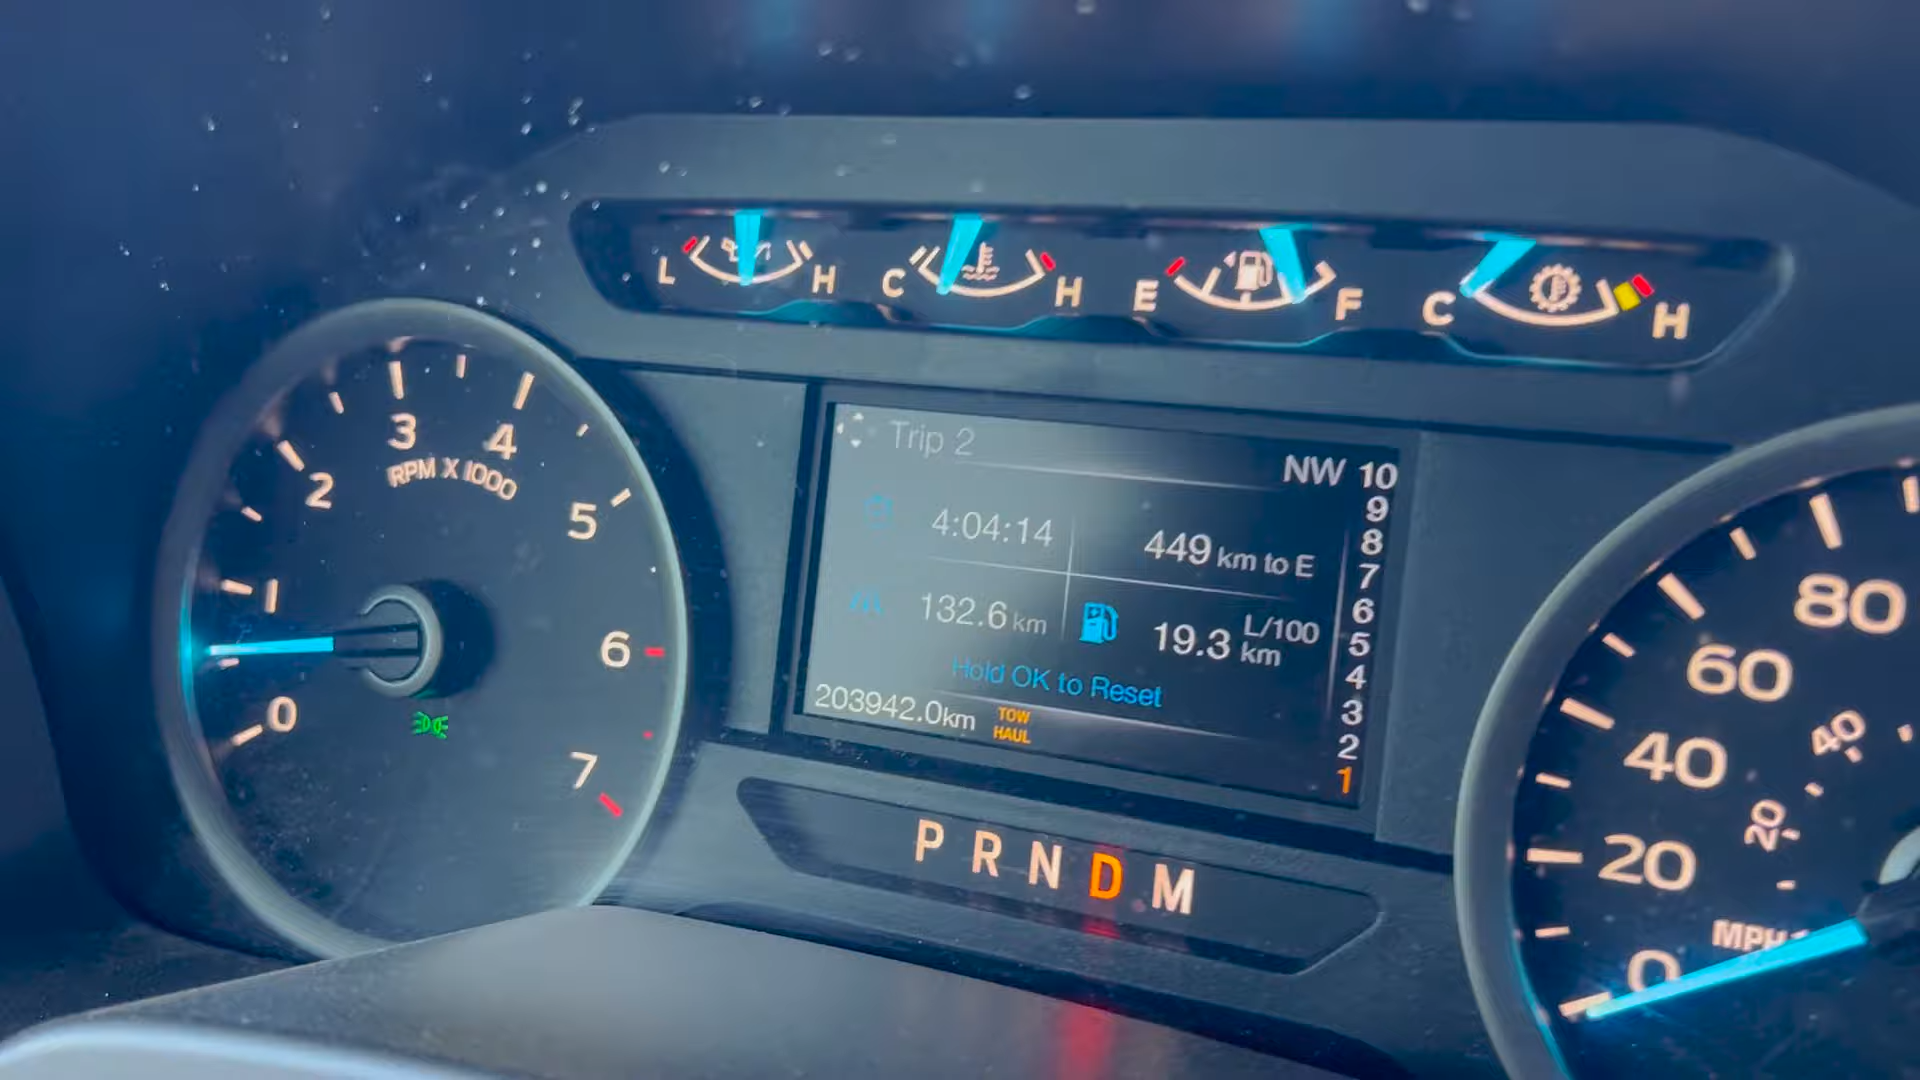 L H C H E F C H
Trip 2
NW 10
9
8
7
6
5
4
3
2
1
4:04:14
449 km to E
132.6 km
19.3 L/100 km
Hold OK to Reset
203942.0km
TOW
HAUL
P R N D M
0 1 2 3 4 5 6 7
RPM X 1000
0 20 40 60 80
20 40
MPH